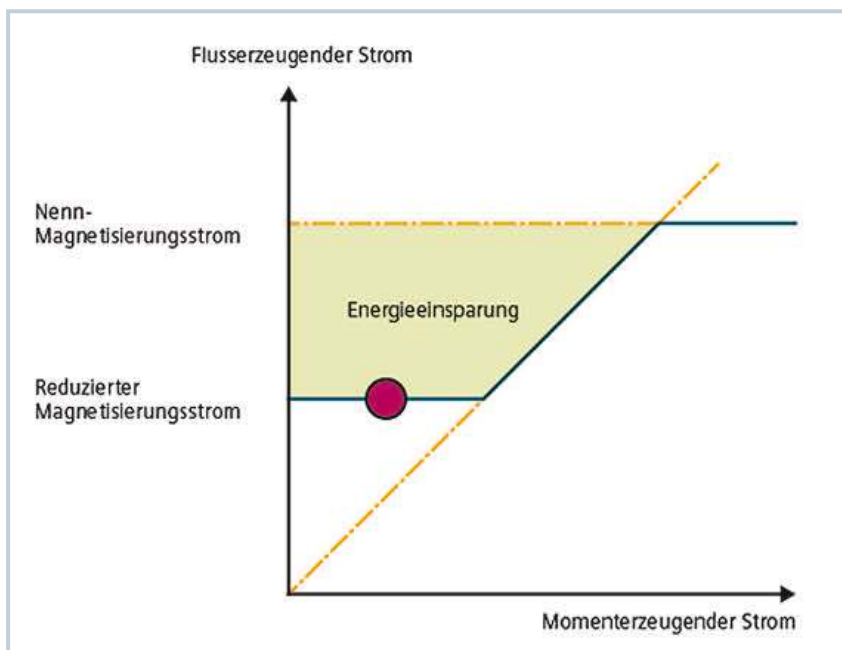 Flusserzeugender Strom
Nenn-
Magnetisierungsstrom
Energieeinsparung
Reduzierter
Magnetisierungsstrom
Momenterzeugender Strom